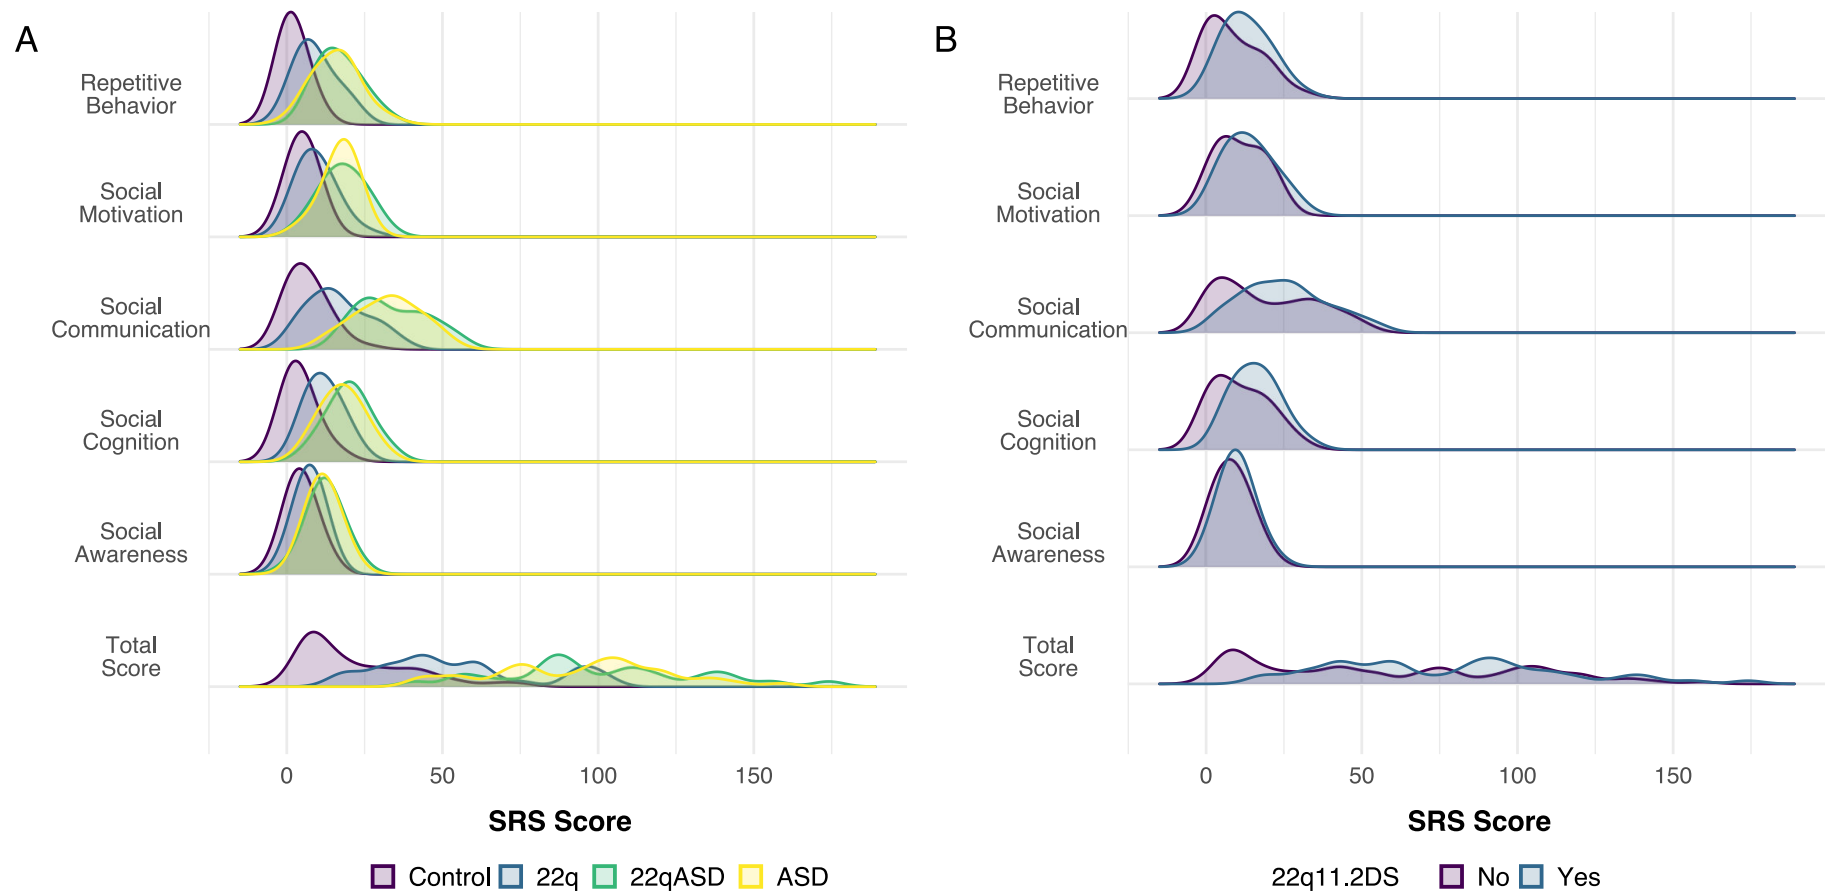 A
Repetitive
Behavior
Social
Motivation
Social
Communication
Social
Cognition
Social
Awareness
Total
Score
0 50 100 150
SRS Score
Control 22q 22qASD ASD
B
Repetitive
Behavior
Social
Motivation
Social
Communication
Social
Cognition
Social
Awareness
Total
Score
0 50 100 150
SRS Score
22q11.2DS No Yes